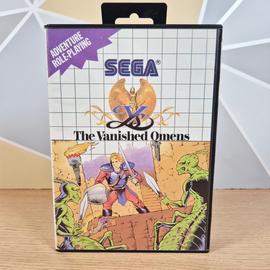 ADVENTURE
ROLE-PLAYING
SEGA®
Ys
The Vanished Omens